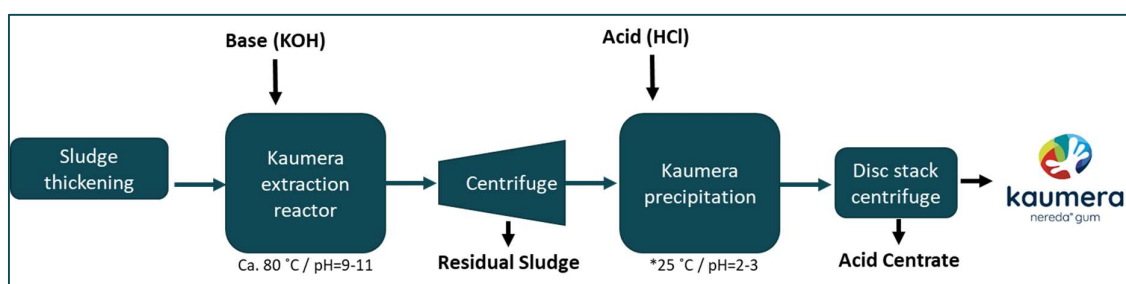 Base (KOH)
Acid (HCl)
Sludge
thickening
Kaumera
extraction
reactor
Centrifuge
Kaumera
precipitation
Disc stack
centrifuge
kaumera
nereda® gum
Ca. 80 ˚C / pH=9-11
Residual Sludge
*25 ˚C / pH=2-3
Acid Centrate